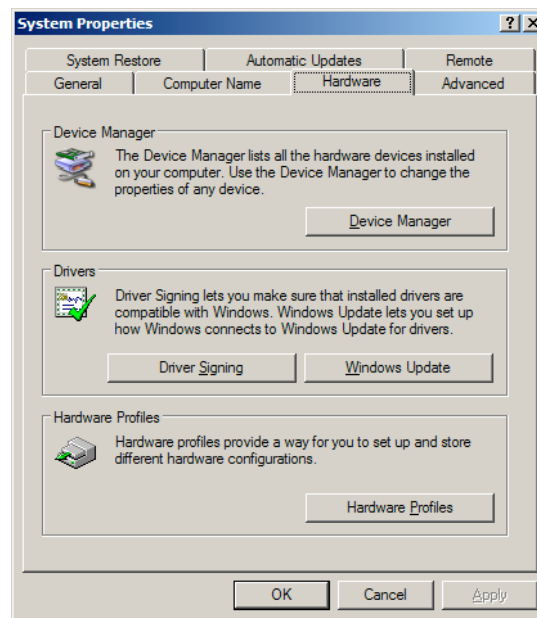 System Properties
System Restore
Automatic Updates
Remote
General
Computer Name
Hardware
Advanced
Device Manager
The Device Manager lists all the hardware devices installed
on your computer. Use the Device Manager to change the
properties of any device.
Device Manager
Drivers
Driver Signing lets you make sure that installed drivers are
compatible with Windows. Windows Update lets you set up
how Windows connects to Windows Update for drivers.
Driver Signing
Windows Update
Hardware Profiles
Hardware profiles provide a way for you to set up and store
different hardware configurations.
Hardware Profiles
OK
Cancel
Apply